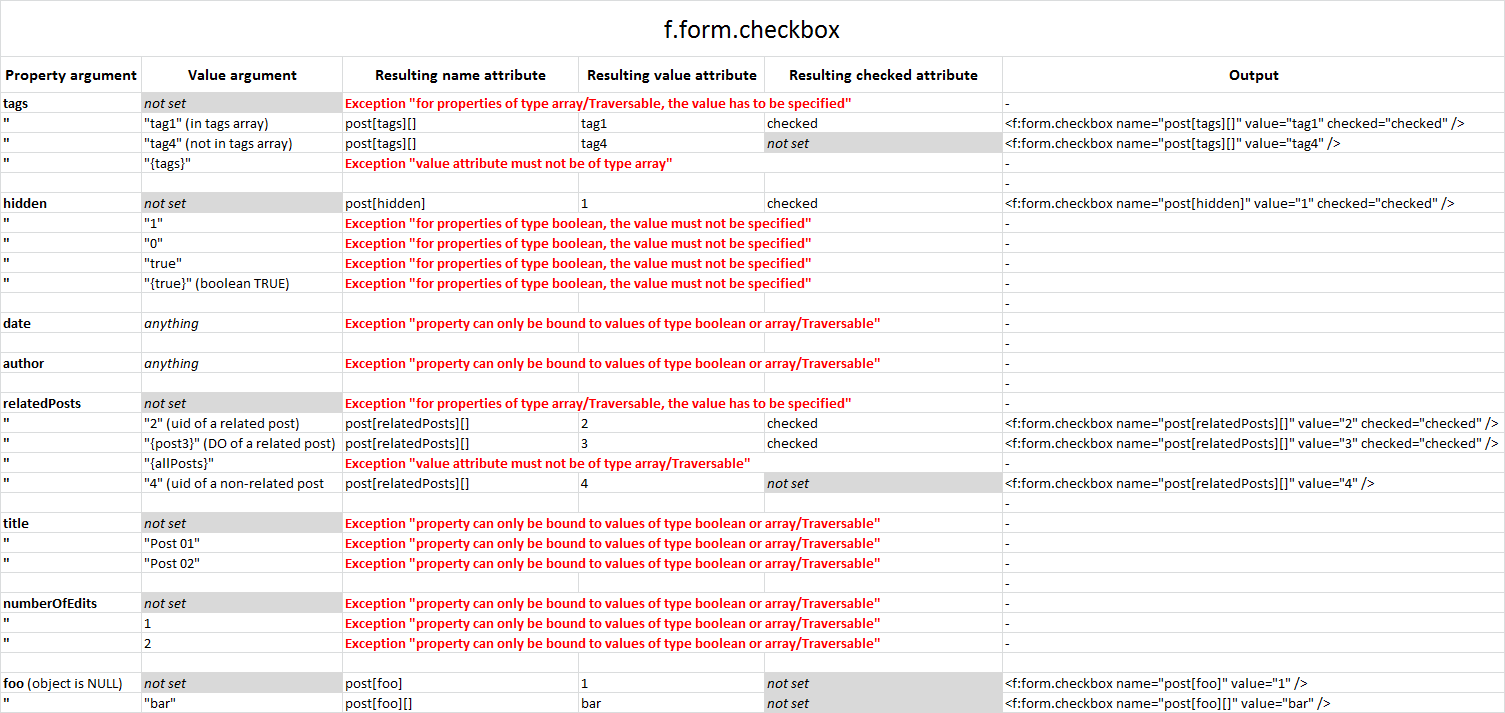 f.form.checkbox
Property argument Value argument Resulting name attribute Resulting value attribute Resulting checked attribute Output
tags not set Exception "for properties of type array/Traversable, the value has to be specified" -
" "tag1" (in tags array) post[tags][] tag1 checked <f:form.checkbox name="post[tags][]" value="tag1" checked="checked" />
" "tag4" (not in tags array) post[tags][] tag4 not set <f:form.checkbox name="post[tags][]" value="tag4" />
" "{tags}" Exception "value attribute must not be of type array" -
-
hidden not set post[hidden] 1 checked <f:form.checkbox name="post[hidden]" value="1" checked="checked" />
" "1" Exception "for properties of type boolean, the value must not be specified" -
" "0" Exception "for properties of type boolean, the value must not be specified" -
" "true" Exception "for properties of type boolean, the value must not be specified" -
" "{true}" (boolean TRUE) Exception "for properties of type boolean, the value must not be specified" -
-
date anything Exception "property can only be bound to values of type boolean or array/Traversable" -
-
author anything Exception "property can only be bound to values of type boolean or array/Traversable" -
-
relatedPosts not set Exception "for properties of type array/Traversable, the value has to be specified" -
" "2" (uid of a related post) post[relatedPosts][] 2 checked <f:form.checkbox name="post[relatedPosts][]" value="2" checked="checked" />
" "{post3}" (DO of a related post) post[relatedPosts][] 3 checked <f:form.checkbox name="post[relatedPosts][]" value="3" checked="checked" />
" "{allPosts}" Exception "value attribute must not be of type array/Traversable" -
" "4" (uid of a non-related post post[relatedPosts][] 4 not set <f:form.checkbox name="post[relatedPosts][]" value="4" />
-
title not set Exception "property can only be bound to values of type boolean or array/Traversable" -
" "Post 01" Exception "property can only be bound to values of type boolean or array/Traversable" -
" "Post 02" Exception "property can only be bound to values of type boolean or array/Traversable" -
-
numberOfEdits not set Exception "property can only be bound to values of type boolean or array/Traversable" -
" 1 Exception "property can only be bound to values of type boolean or array/Traversable" -
" 2 Exception "property can only be bound to values of type boolean or array/Traversable" -
foo (object is NULL) not set post[foo] 1 not set <f:form.checkbox name="post[foo]" value="1" />
" "bar" post[foo][] bar not set <f:form.checkbox name="post[foo][]" value="bar" />